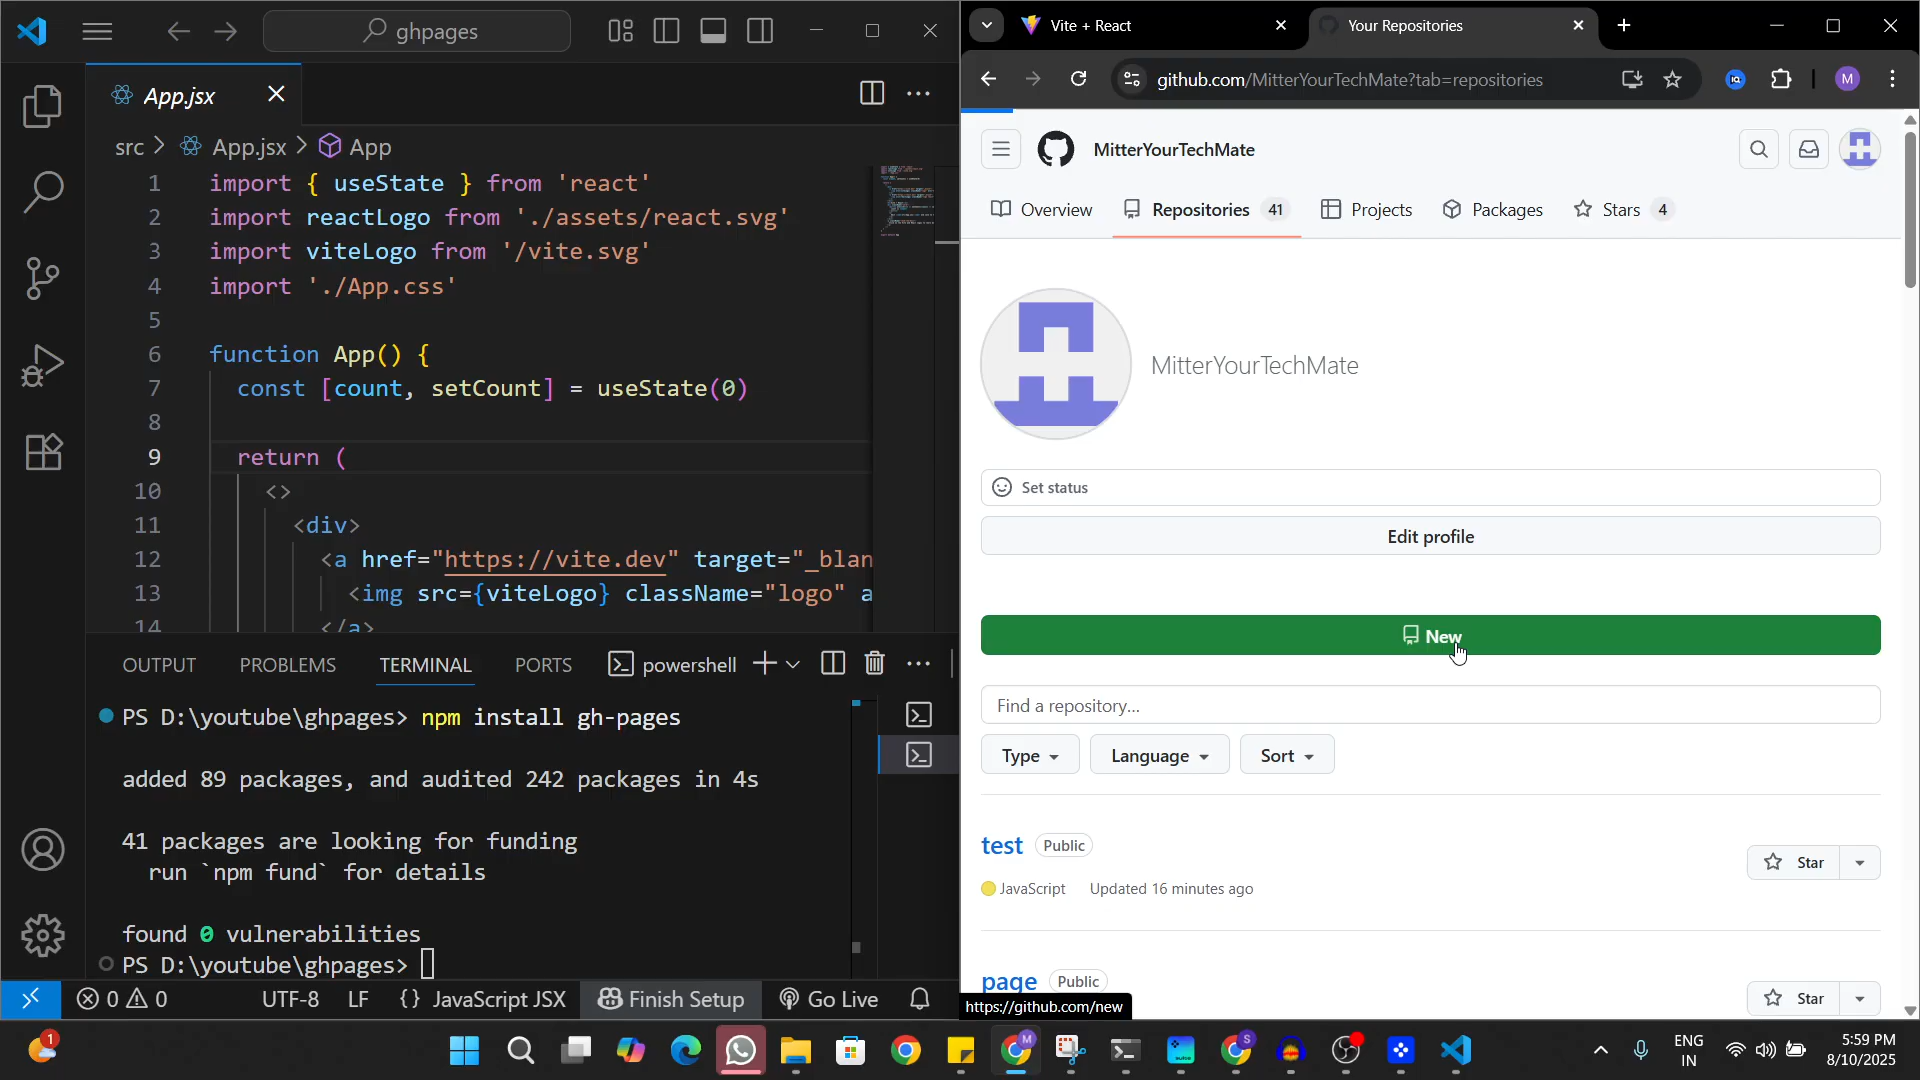 ghpages
App.jsx
src > App.jsx > App
1 import { useState } from 'react'
2 import reactLogo from './assets/react.svg'
3 import viteLogo from '/vite.svg'
4 import './App.css'
5
6 function App() {
7 const [count, setCount] = useState(0)
8
9 return (
10 <>
11 <div>
12 <a href="https://vite.dev" target="_blan
13 <img src={viteLogo} className="logo" a
14 </a>
OUTPUT PROBLEMS TERMINAL PORTS powershell
PS D:\youtube\ghpages> npm install gh-pages
added 89 packages, and audited 242 packages in 4s
41 packages are looking for funding
run `npm fund` for details
found 0 vulnerabilities
PS D:\youtube\ghpages>
0 0 UTF-8 LF {} JavaScript JSX Finish Setup Go Live
Vite + React
Your Repositories
github.com/MitterYourTechMate?tab=repositories
M
MitterYourTechMate
Overview Repositories 41 Projects Packages Stars 4
MitterYourTechMate
Set status
Edit profile
New
Find a repository...
Type Language Sort
test Public
Star
JavaScript Updated 16 minutes ago
page Public
Star
https://github.com/new
1
M
S
ENG
IN
5:59 PM
8/10/2025